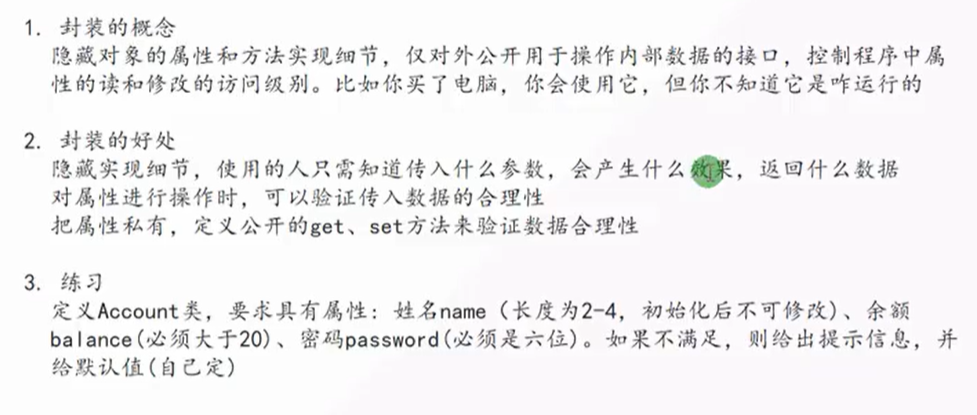 1. 封装的概念
隐藏对象的属性和方法实现细节，仅对外公开用于操作内部数据的接口，控制程序中属
性的读和修改的访问级别。比如你买了电脑，你会使用它，但你不知道它是咋运行的
2. 封装的好处
隐藏实现细节，使用的人只需知道传入什么参数，会产生什么效果，返回什么数据
对属性进行操作时，可以验证传入数据的合理性
把属性私有，定义公开的get、set方法来验证数据合理性
3. 练习
定义Account类，要求具有属性：姓名name（长度为2-4，初始化后不可修改）、余额
balance(必须大于20)、密码password(必须是六位)。如果不满足，则给出提示信息，并
给默认值(自己定)